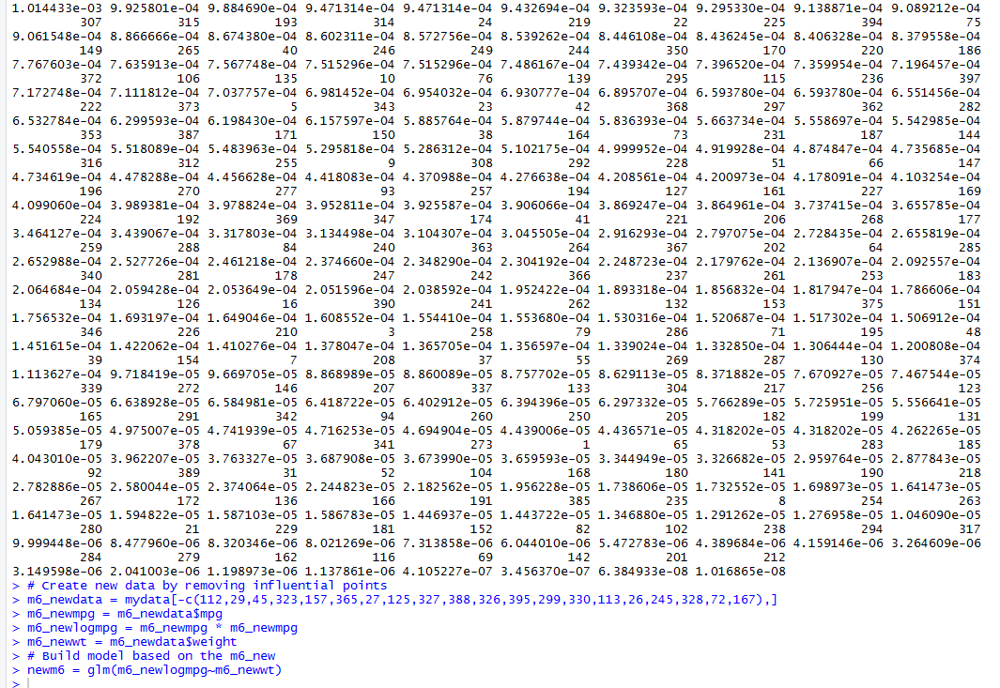 1.014433e-03 9.925801e-04 9.884690e-04 9.471314e-04 9.471314e-04 9.432694e-04 9.323593e-04 9.295330e-04 9.138871e-04 9.089212e-04
307 315 193 314 24 219 22 225 394 75
9.061548e-04 8.866666e-04 8.674380e-04 8.602311e-04 8.572756e-04 8.539262e-04 8.446108e-04 8.436245e-04 8.406328e-04 8.379558e-04
149 265 40 246 249 244 350 170 220 186
7.767603e-04 7.635913e-04 7.567748e-04 7.515296e-04 7.515296e-04 7.486167e-04 7.439342e-04 7.396520e-04 7.359954e-04 7.196457e-04
372 106 135 10 76 139 295 115 236 397
7.172748e-04 7.111812e-04 7.037757e-04 6.981452e-04 6.954032e-04 6.930777e-04 6.895707e-04 6.593780e-04 6.593780e-04 6.551456e-04
222 373 5 343 23 42 368 297 362 282
6.532784e-04 6.299593e-04 6.198430e-04 6.157597e-04 5.885764e-04 5.879744e-04 5.836393e-04 5.663734e-04 5.558697e-04 5.542985e-04
353 387 171 150 38 164 73 231 187 144
5.540558e-04 5.518089e-04 5.483963e-04 5.295818e-04 5.286312e-04 5.102175e-04 4.999952e-04 4.919928e-04 4.874847e-04 4.735685e-04
316 312 255 9 308 292 228 51 66 147
4.734619e-04 4.478288e-04 4.456628e-04 4.418083e-04 4.370988e-04 4.276638e-04 4.208561e-04 4.200973e-04 4.178091e-04 4.103254e-04
196 270 277 93 257 194 127 161 227 169
4.099060e-04 3.989381e-04 3.978824e-04 3.952811e-04 3.925587e-04 3.906066e-04 3.869247e-04 3.864961e-04 3.737415e-04 3.655785e-04
224 192 369 347 174 41 221 206 268 177
3.464127e-04 3.439067e-04 3.317803e-04 3.134498e-04 3.104307e-04 3.045505e-04 2.916293e-04 2.797075e-04 2.728435e-04 2.655819e-04
259 288 84 240 363 264 367 202 64 285
2.652988e-04 2.527726e-04 2.461218e-04 2.374660e-04 2.348290e-04 2.304192e-04 2.248723e-04 2.179762e-04 2.136907e-04 2.092557e-04
340 281 178 247 242 366 237 261 253 183
2.064684e-04 2.059428e-04 2.053649e-04 2.051596e-04 2.038592e-04 1.952422e-04 1.893318e-04 1.856832e-04 1.817947e-04 1.786606e-04
134 126 16 390 241 262 132 153 375 151
1.756532e-04 1.693197e-04 1.649046e-04 1.608552e-04 1.554410e-04 1.553680e-04 1.530316e-04 1.520687e-04 1.517302e-04 1.506912e-04
346 226 210 3 258 79 286 71 195 48
1.451615e-04 1.422062e-04 1.410276e-04 1.378047e-04 1.365705e-04 1.356597e-04 1.339024e-04 1.332850e-04 1.306444e-04 1.200808e-04
39 154 7 208 37 55 269 287 130 374
1.113627e-04 9.718419e-05 9.669705e-05 8.868989e-05 8.860089e-05 8.757702e-05 8.629113e-05 8.371882e-05 7.670927e-05 7.467544e-05
339 272 146 207 337 133 304 217 256 123
6.797060e-05 6.638928e-05 6.584981e-05 6.418722e-05 6.402912e-05 6.394396e-05 6.297332e-05 5.766289e-05 5.725951e-05 5.556641e-05
165 291 342 94 260 250 205 182 199 131
5.059385e-05 4.975007e-05 4.741939e-05 4.716253e-05 4.694904e-05 4.439006e-05 4.436571e-05 4.318202e-05 4.318202e-05 4.262265e-05
179 378 67 341 273 1 65 53 283 185
4.043010e-05 3.962207e-05 3.763327e-05 3.687908e-05 3.673990e-05 3.659593e-05 3.344949e-05 3.326682e-05 2.959764e-05 2.877843e-05
92 389 31 52 104 168 180 141 190 218
2.782886e-05 2.580044e-05 2.374064e-05 2.244823e-05 2.182562e-05 1.956228e-05 1.738606e-05 1.732552e-05 1.698973e-05 1.641473e-05
267 172 136 166 191 385 235 8 254 263
1.641473e-05 1.594822e-05 1.587103e-05 1.586783e-05 1.446937e-05 1.443722e-05 1.346880e-05 1.291262e-05 1.276958e-05 1.046090e-05
280 21 229 181 152 82 102 238 294 317
9.999448e-06 8.477960e-06 8.320346e-06 8.021269e-06 7.313858e-06 6.044010e-06 5.472783e-06 4.389684e-06 4.159146e-06 3.264609e-06
284 279 162 116 69 142 201 212
3.149598e-06 2.041003e-06 1.198973e-06 1.137861e-06 4.105227e-07 3.456370e-07 6.384933e-08 1.016865e-08
> # Create new data by removing influential points
> m6_newdata = mydata[-c(112,29,45,323,157,365,27,125,327,388,326,395,299,330,113,26,245,328,72,167),]
> m6_newmpg = m6_newdata$mpg
> m6_newlogmpg = m6_newmpg * m6_newmpg
> m6_newwt = m6_newdata$weight
> # Build model based on the m6_new
> newm6 = glm(m6_newlogmpg~m6_newwt)
>